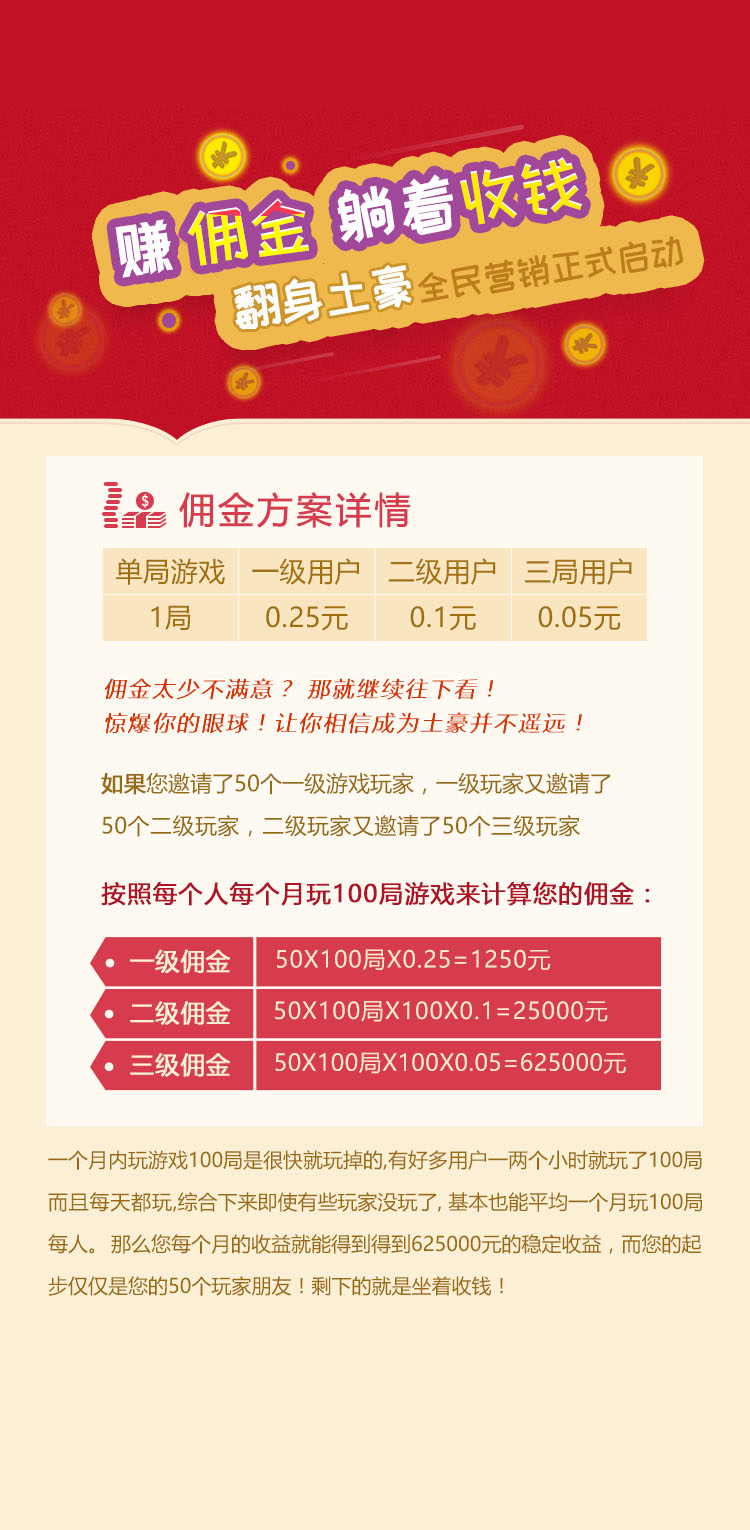 赚佣金 躺着收钱
翻身土豪全民营销正式启动
佣金方案详情
单局游戏 一级用户 二级用户 三局用户
1局 0.25元 0.1元 0.05元
佣金太少不满意？ 那就继续往下看！
惊爆你的眼球！让你相信成为土豪并不遥远！
如果您邀请了50个一级游戏玩家，一级玩家又邀请了
50个二级玩家，二级玩家又邀请了50个三级玩家
按照每个人每个月玩100局游戏来计算您的佣金：
一级佣金 50X100局X0.25=1250元
二级佣金 50X100局X100X0.1=25000元
三级佣金 50X100局X100X0.05=625000元
一个月内玩游戏100局是很快就玩掉的,有好多用户一两个小时就玩了100局
而且每天都玩,综合下来即使有些玩家没玩了, 基本也能平均一个月玩100局
每人。 那么您每个月的收益就能得到得到625000元的稳定收益，而您的起
步仅仅是您的50个玩家朋友！剩下的就是坐着收钱！